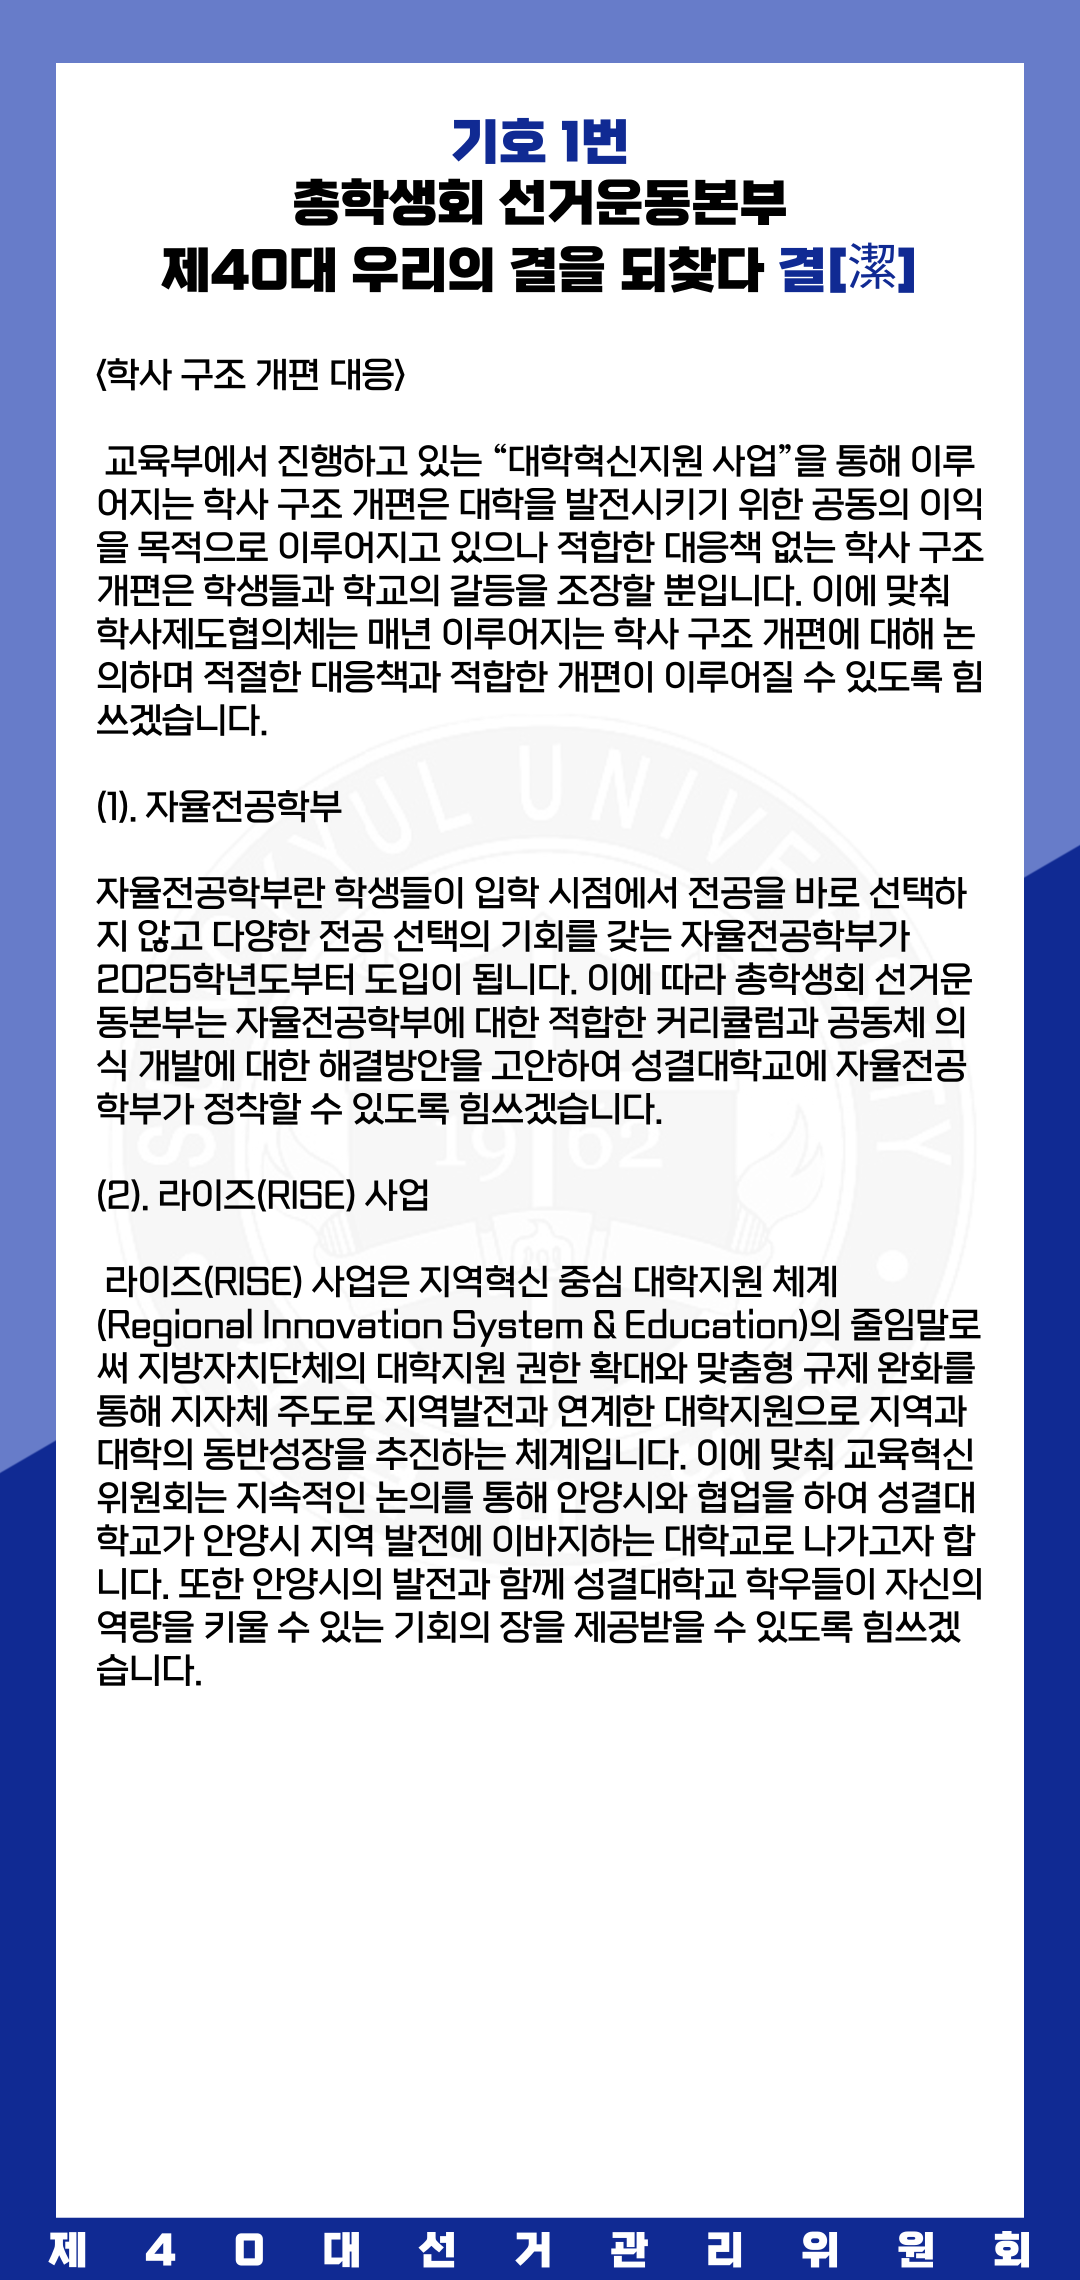 기호 1번
총학생회 선거운동본부
제40대 우리의 결을 되찾다 결[潔]
<학사 구조 개편 대응>
교육부에서 진행하고 있는 “대학혁신지원 사업”을 통해 이루
어지는 학사 구조 개편은 대학을 발전시키기 위한 공동의 이익
을 목적으로 이루어지고 있으나 적합한 대응책 없는 학사 구조
개편은 학생들과 학교의 갈등을 조장할 뿐입니다. 이에 맞춰
학사제도협의체는 매년 이루어지는 학사 구조 개편에 대해 논
의하며 적절한 대응책과 적합한 개편이 이루어질 수 있도록 힘
쓰겠습니다.
(1). 자율전공학부
자율전공학부란 학생들이 입학 시점에서 전공을 바로 선택하
지 않고 다양한 전공 선택의 기회를 갖는 자율전공학부가
2025학년도부터 도입이 됩니다. 이에 따라 총학생회 선거운
동본부는 자율전공학부에 대한 적합한 커리큘럼과 공동체 의
식 개발에 대한 해결방안을 고안하여 성결대학교에 자율전공
학부가 정착할 수 있도록 힘쓰겠습니다.
(2). 라이즈(RISE) 사업
라이즈(RISE) 사업은 지역혁신 중심 대학지원 체계
(Regional Innovation System & Education)의 줄임말로
써 지방자치단체의 대학지원 권한 확대와 맞춤형 규제 완화를
통해 지자체 주도로 지역발전과 연계한 대학지원으로 지역과
대학의 동반성장을 추진하는 체계입니다. 이에 맞춰 교육혁신
위원회는 지속적인 논의를 통해 안양시와 협업을 하여 성결대
학교가 안양시 지역 발전에 이바지하는 대학교로 나가고자 합
니다. 또한 안양시의 발전과 함께 성결대학교 학우들이 자신의
역량을 키울 수 있는 기회의 장을 제공받을 수 있도록 힘쓰겠
습니다.
SUNGKYUL UNIVERSITY
1962
제40대선거관리위원회